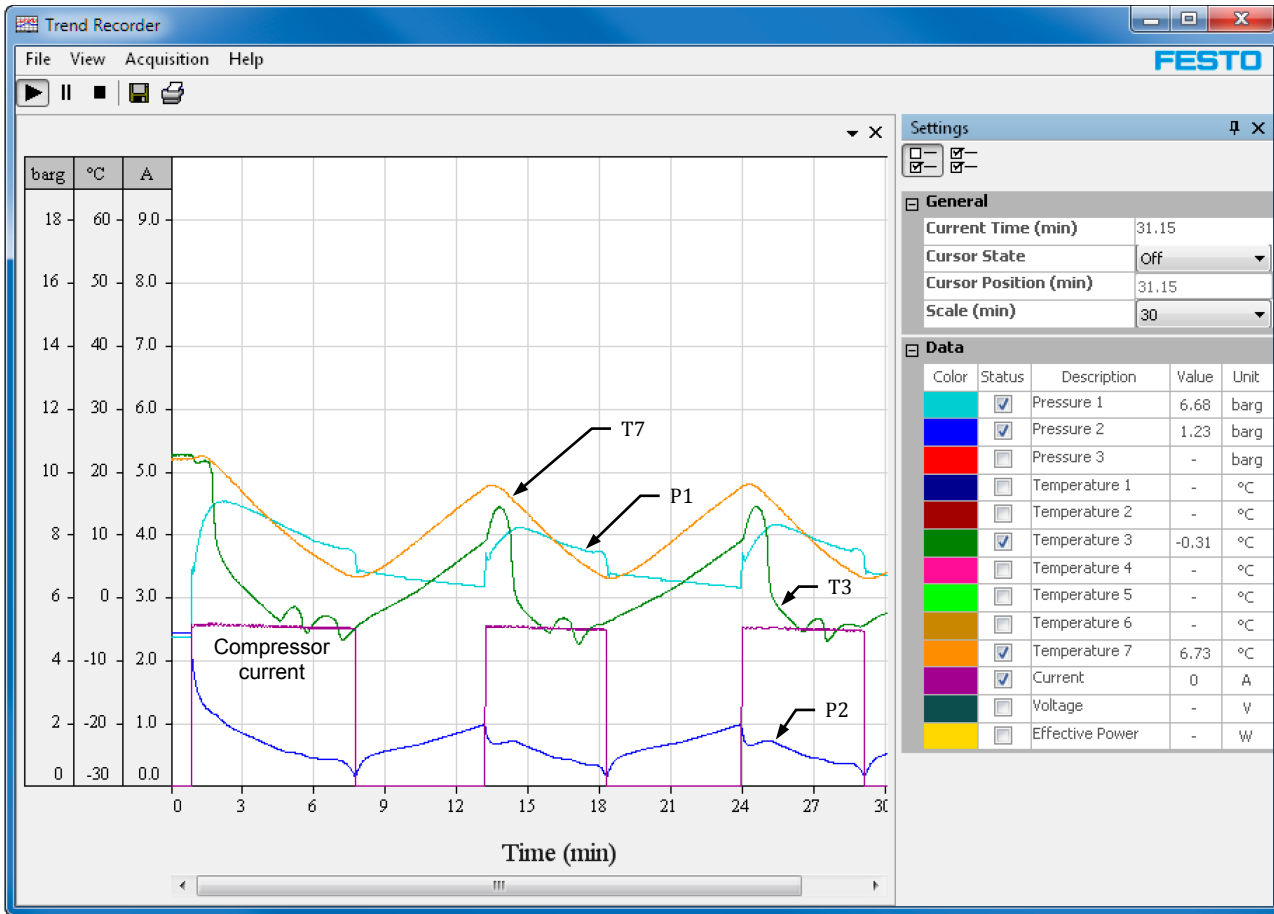 Trend Recorder
File View Acquisition Help
FESTO
Settings
barg °C A
18 60 9.0
16 50 8.0
14 40 7.0
12 30 6.0
10 20 5.0
8 10 4.0
6 0 3.0
4 -10 2.0
2 -20 1.0
0 -30 0.0
T7
P1
T3
Compressor
current
P2
0 3 6 9 12 15 18 21 24 27 30
Time (min)
General
Current Time (min) 31.15
Cursor State Off
Cursor Position (min) 31.15
Scale (min) 30
Data
Color Status Description Value Unit
Pressure 1 6.68 barg
Pressure 2 1.23 barg
Pressure 3 - barg
Temperature 1 - °C
Temperature 2 - °C
Temperature 3 -0.31 °C
Temperature 4 - °C
Temperature 5 - °C
Temperature 6 - °C
Temperature 7 6.73 °C
Current 0 A
Voltage - V
Effective Power - W